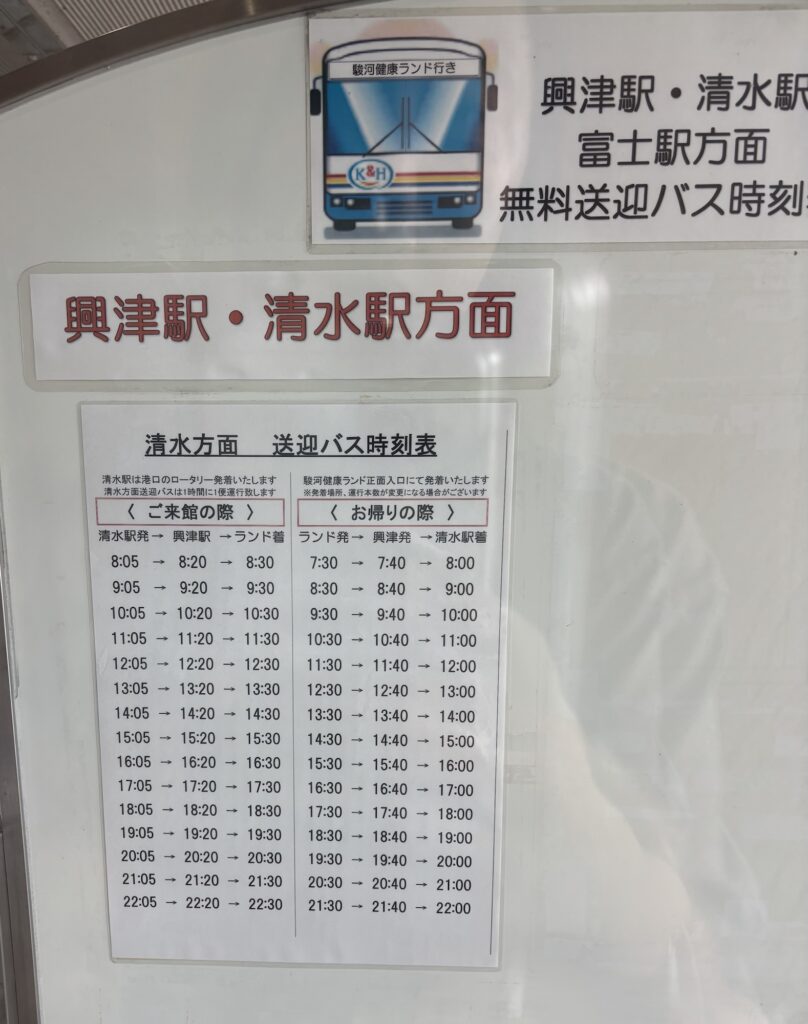 駿河健康ランド行き
K&H
興津駅・清水駅
富士駅方面
無料送迎バス時刻
興津駅・清水駅方面
清水方面 送迎バス時刻表
清水駅は港口のロータリー発着いたします
清水方面送迎バスは1時間に1便運行致します
〈 ご来館の際 〉
清水駅発→ 興津駅 →ランド着
8:05 → 8:20 → 8:30
9:05 → 9:20 → 9:30
10:05 → 10:20 → 10:30
11:05 → 11:20 → 11:30
12:05 → 12:20 → 12:30
13:05 → 13:20 → 13:30
14:05 → 14:20 → 14:30
15:05 → 15:20 → 15:30
16:05 → 16:20 → 16:30
17:05 → 17:20 → 17:30
18:05 → 18:20 → 18:30
19:05 → 19:20 → 19:30
20:05 → 20:20 → 20:30
21:05 → 21:20 → 21:30
22:05 → 22:20 → 22:30
駿河健康ランド正面入口にて発着いたします
※発着場所、運行本数が変更になる場合がございます
〈 お帰りの際 〉
ランド発→ 興津発 →清水駅着
7:30 → 7:40 → 8:00
8:30 → 8:40 → 9:00
9:30 → 9:40 → 10:00
10:30 → 10:40 → 11:00
11:30 → 11:40 → 12:00
12:30 → 12:40 → 13:00
13:30 → 13:40 → 14:00
14:30 → 14:40 → 15:00
15:30 → 15:40 → 16:00
16:30 → 16:40 → 17:00
17:30 → 17:40 → 18:00
18:30 → 18:40 → 19:00
19:30 → 19:40 → 20:00
20:30 → 20:40 → 21:00
21:30 → 21:40 → 22:00